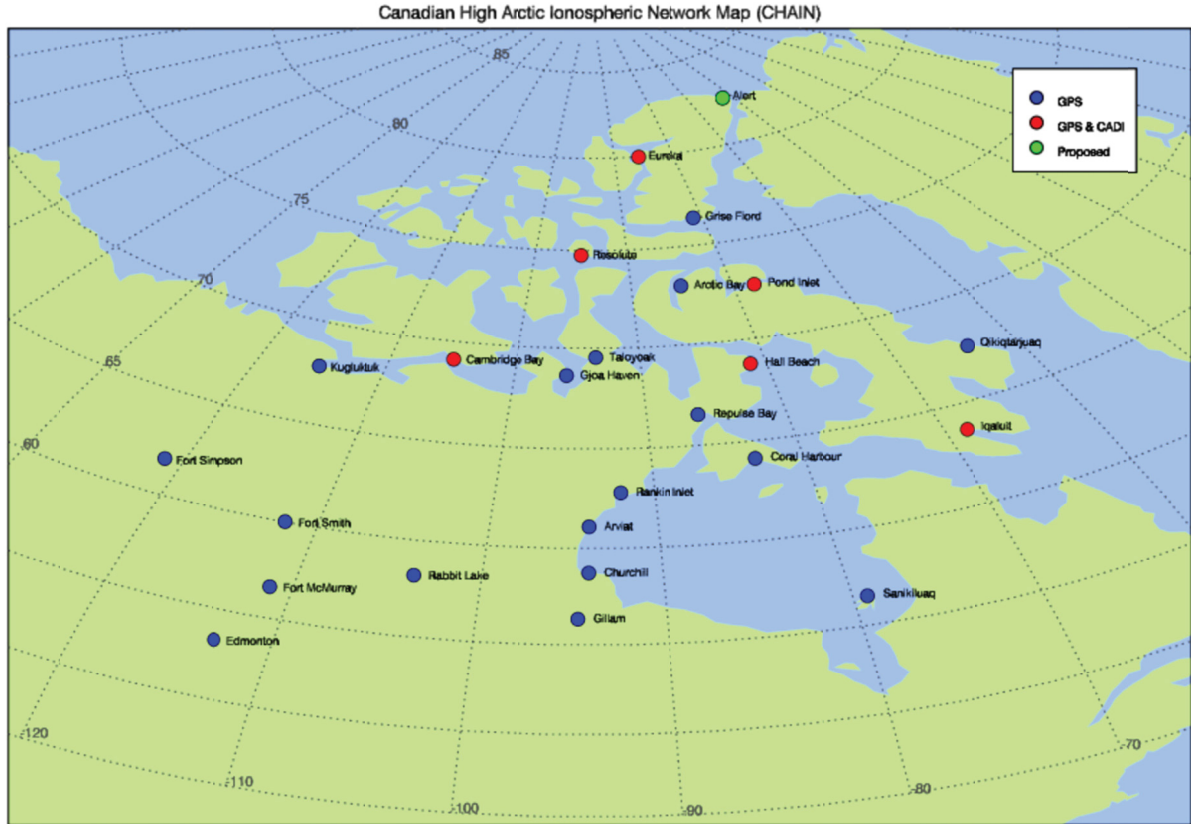 Canadian High Arctic Ionospheric Network Map (CHAIN)
85
Alert
GPS
GPS & CADI
Proposed
80
Eureka
75
Grise Fiord
Resolute
70
Arctic Bay
Pond Inlet
65
Kugluktuk
Cambridge Bay
Taloyoak
Gjoa Haven
Hall Beach
Qikiqtarjuaq
60
Repulse Bay
Iqaluit
Fort Simpson
Coral Harbour
Rankin Inlet
Fort Smith
Arviat
Fort McMurray
Rabbit Lake
Churchill
Sanikiluaq
Edmonton
Gillam
-120
-110
-100
-90
-80
-70